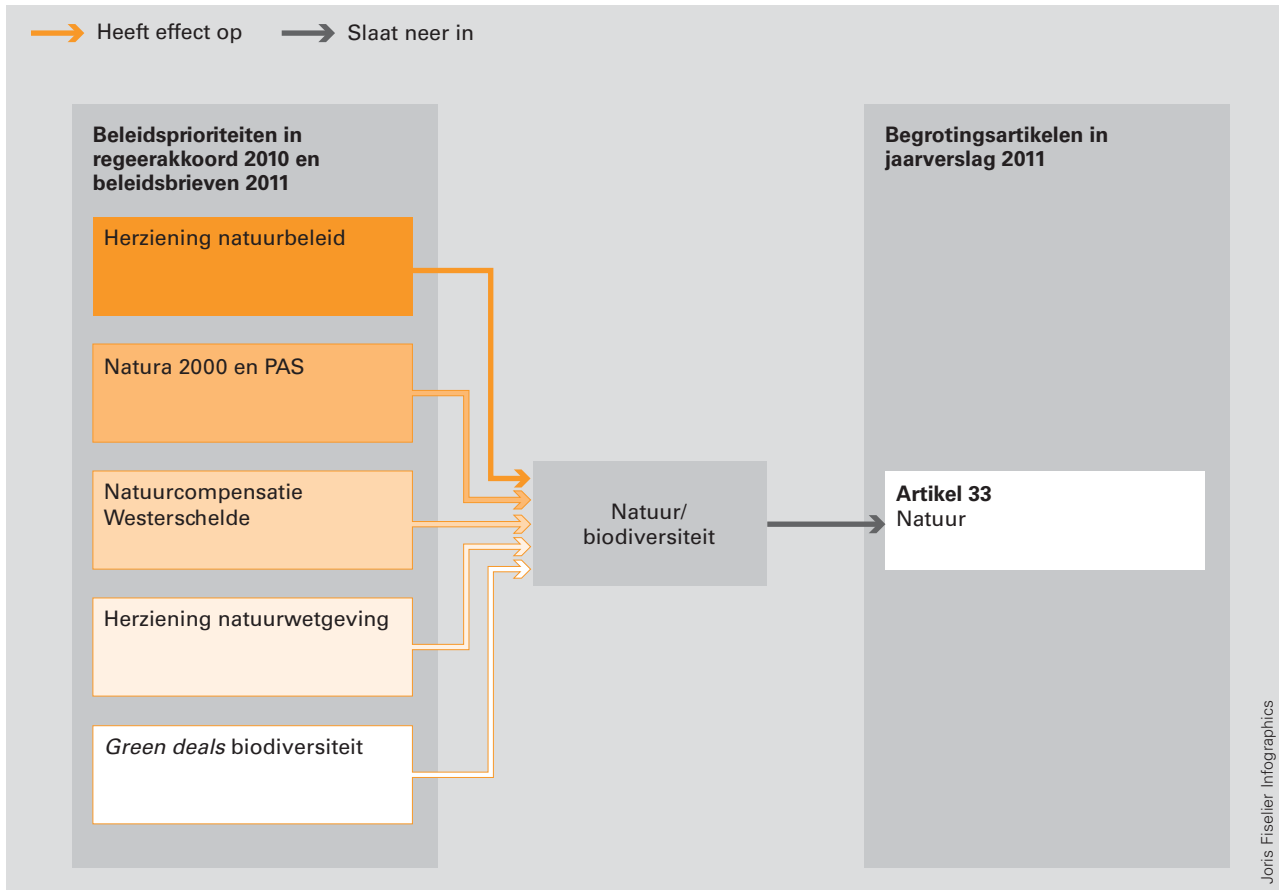 Heeft effect op
Slaat neer in
Beleidsprioriteiten in
regeerakkoord 2010 en
beleidsbrieven 2011
Herziening natuurbeleid
Natura 2000 en PAS
Natuurcompensatie
Westerschelde
Herziening natuurwetgeving
Green deals biodiversiteit
Natuur/
biodiversiteit
Begrotingsartikelen in
jaarverslag 2011
Artikel 33
Natuur
Joris Fiselier Infographics